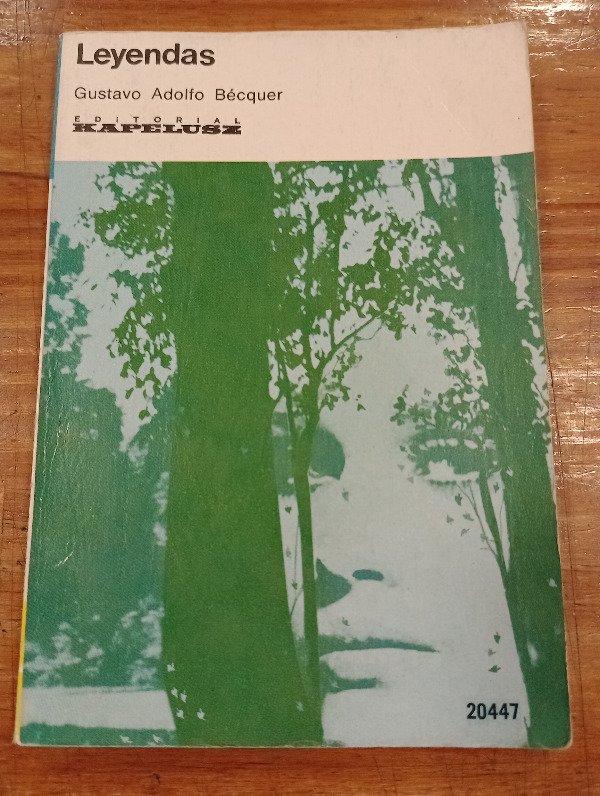 Leyendas
Gustavo Adolfo Bécquer
EDITORIAL
KAPELUSZ
20447